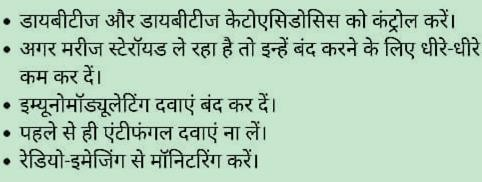 • डायबीटीज और डायबीटीज केटोएसिडोसिस को कंट्रोल करें।
• अगर मरीज स्टेरॉयड ले रहा है तो इन्हें बंद करने के लिए धीरे-धीरे
कम कर दें।
• इम्यूनोमॉड्यूलेटिंग दवाएं बंद कर दें।
• पहले से ही एंटीफंगल दवाएं ना लें।
• रेडियो-इमेजिंग से मॉनिटरिंग करें।